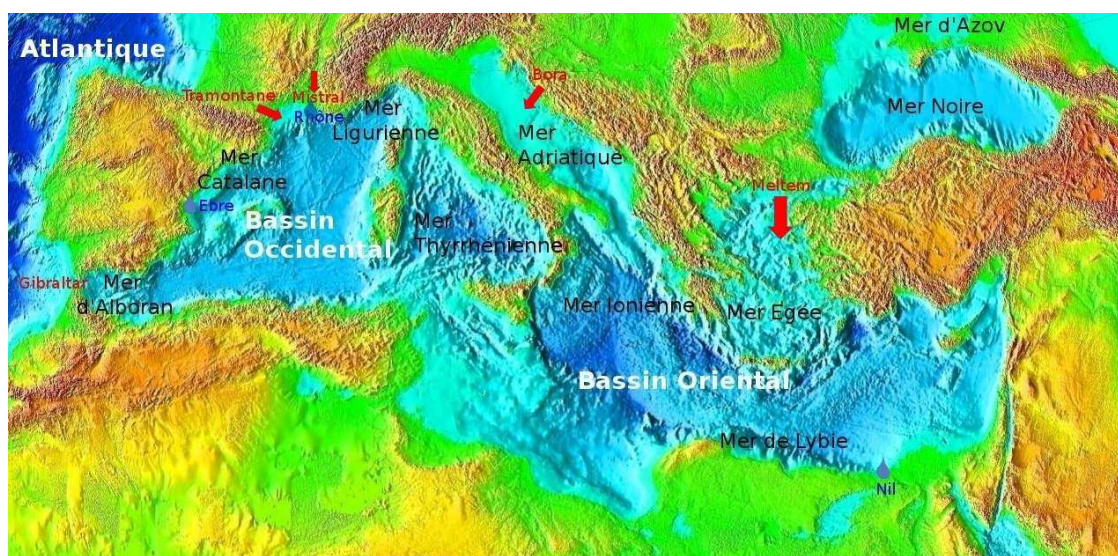 Mer d'Azov
Atlantique
Bora
Tramontane
Mistral
Rhône
Mer Noire
Mer
Ligurienne
Mer
Adriatique
Mer
Catalane
Meltem
Ebre
Bassin
Occidental
Mer
Thyrrhénienne
Gibraltar
Mer
d'Alboran
Mer Ionienne
Mer Egée
Bassin Oriental
Mer de Lybie
Nil